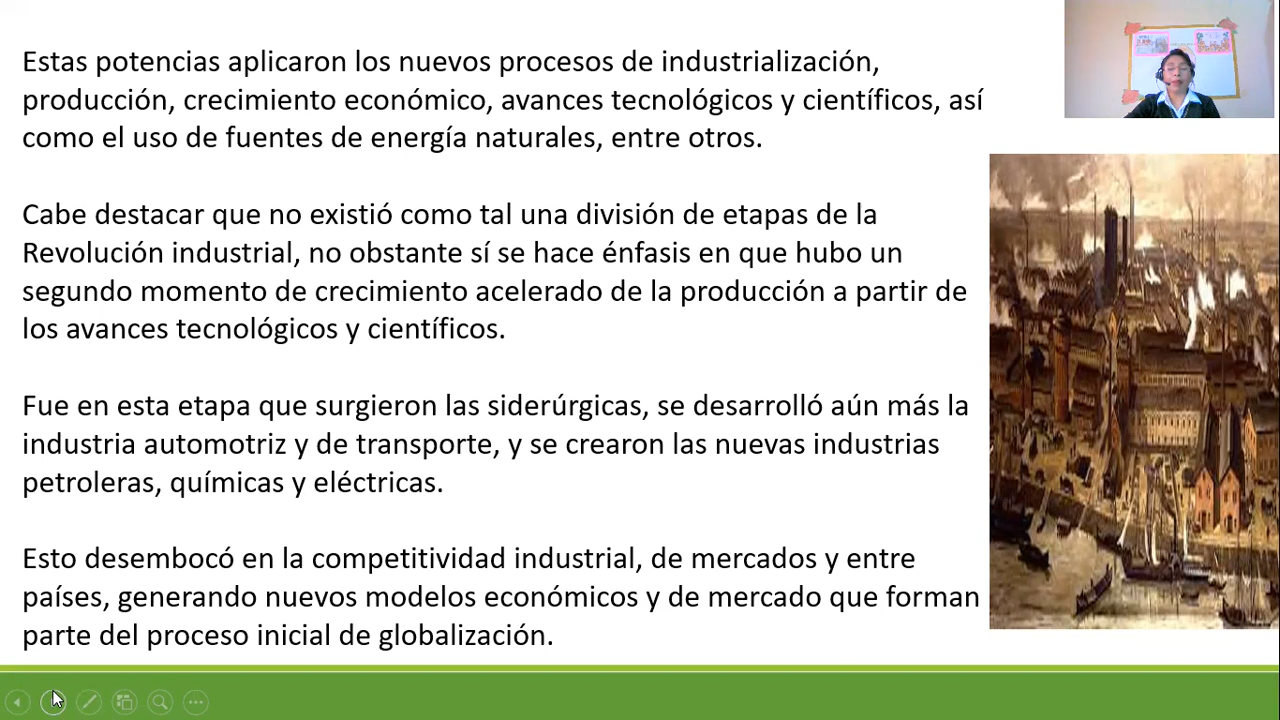 Estas potencias aplicaron los nuevos procesos de industrialización,
producción, crecimiento económico, avances tecnológicos y científicos, así
como el uso de fuentes de energía naturales, entre otros.
Cabe destacar que no existió como tal una división de etapas de la
Revolución industrial, no obstante sí se hace énfasis en que hubo un
segundo momento de crecimiento acelerado de la producción a partir de
los avances tecnológicos y científicos.
Fue en esta etapa que surgieron las siderúrgicas, se desarrolló aún más la
industria automotriz y de transporte, y se crearon las nuevas industrias
petroleras, químicas y eléctricas.
Esto desembocó en la competitividad industrial, de mercados y entre
países, generando nuevos modelos económicos y de mercado que forman
parte del proceso inicial de globalización.